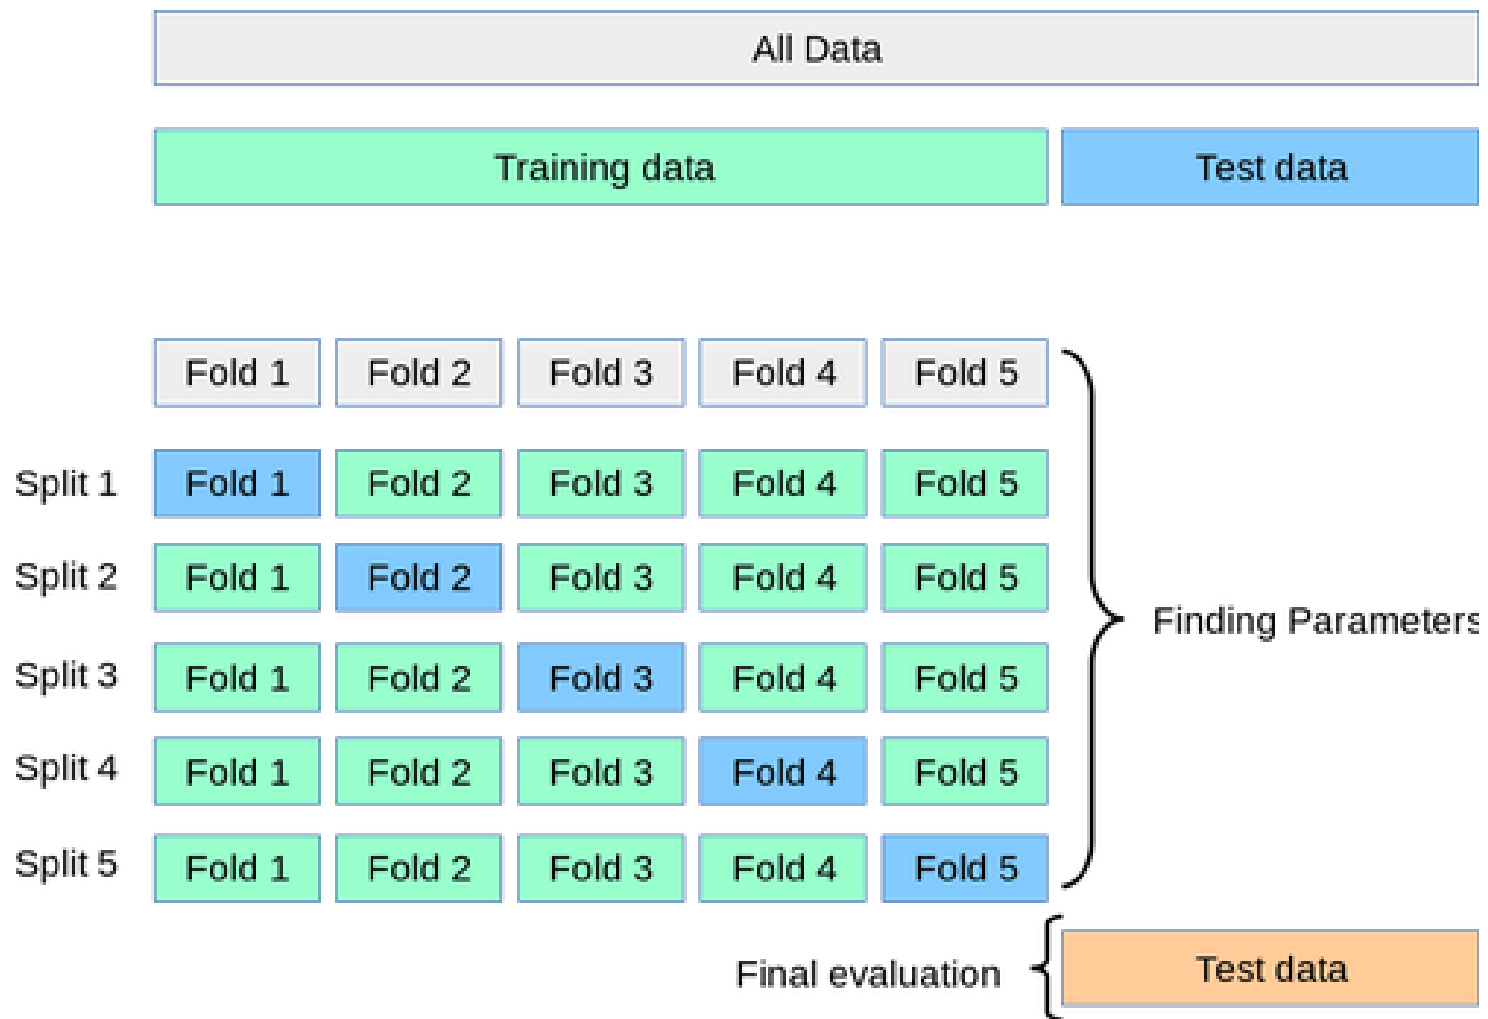 All Data
Training data Test data
Fold 1 Fold 2 Fold 3 Fold 4 Fold 5
Split 1 Fold 1 Fold 2 Fold 3 Fold 4 Fold 5
Split 2 Fold 1 Fold 2 Fold 3 Fold 4 Fold 5
Finding Parameters
Split 3 Fold 1 Fold 2 Fold 3 Fold 4 Fold 5
Split 4 Fold 1 Fold 2 Fold 3 Fold 4 Fold 5
Split 5 Fold 1 Fold 2 Fold 3 Fold 4 Fold 5
Final evaluation Test data